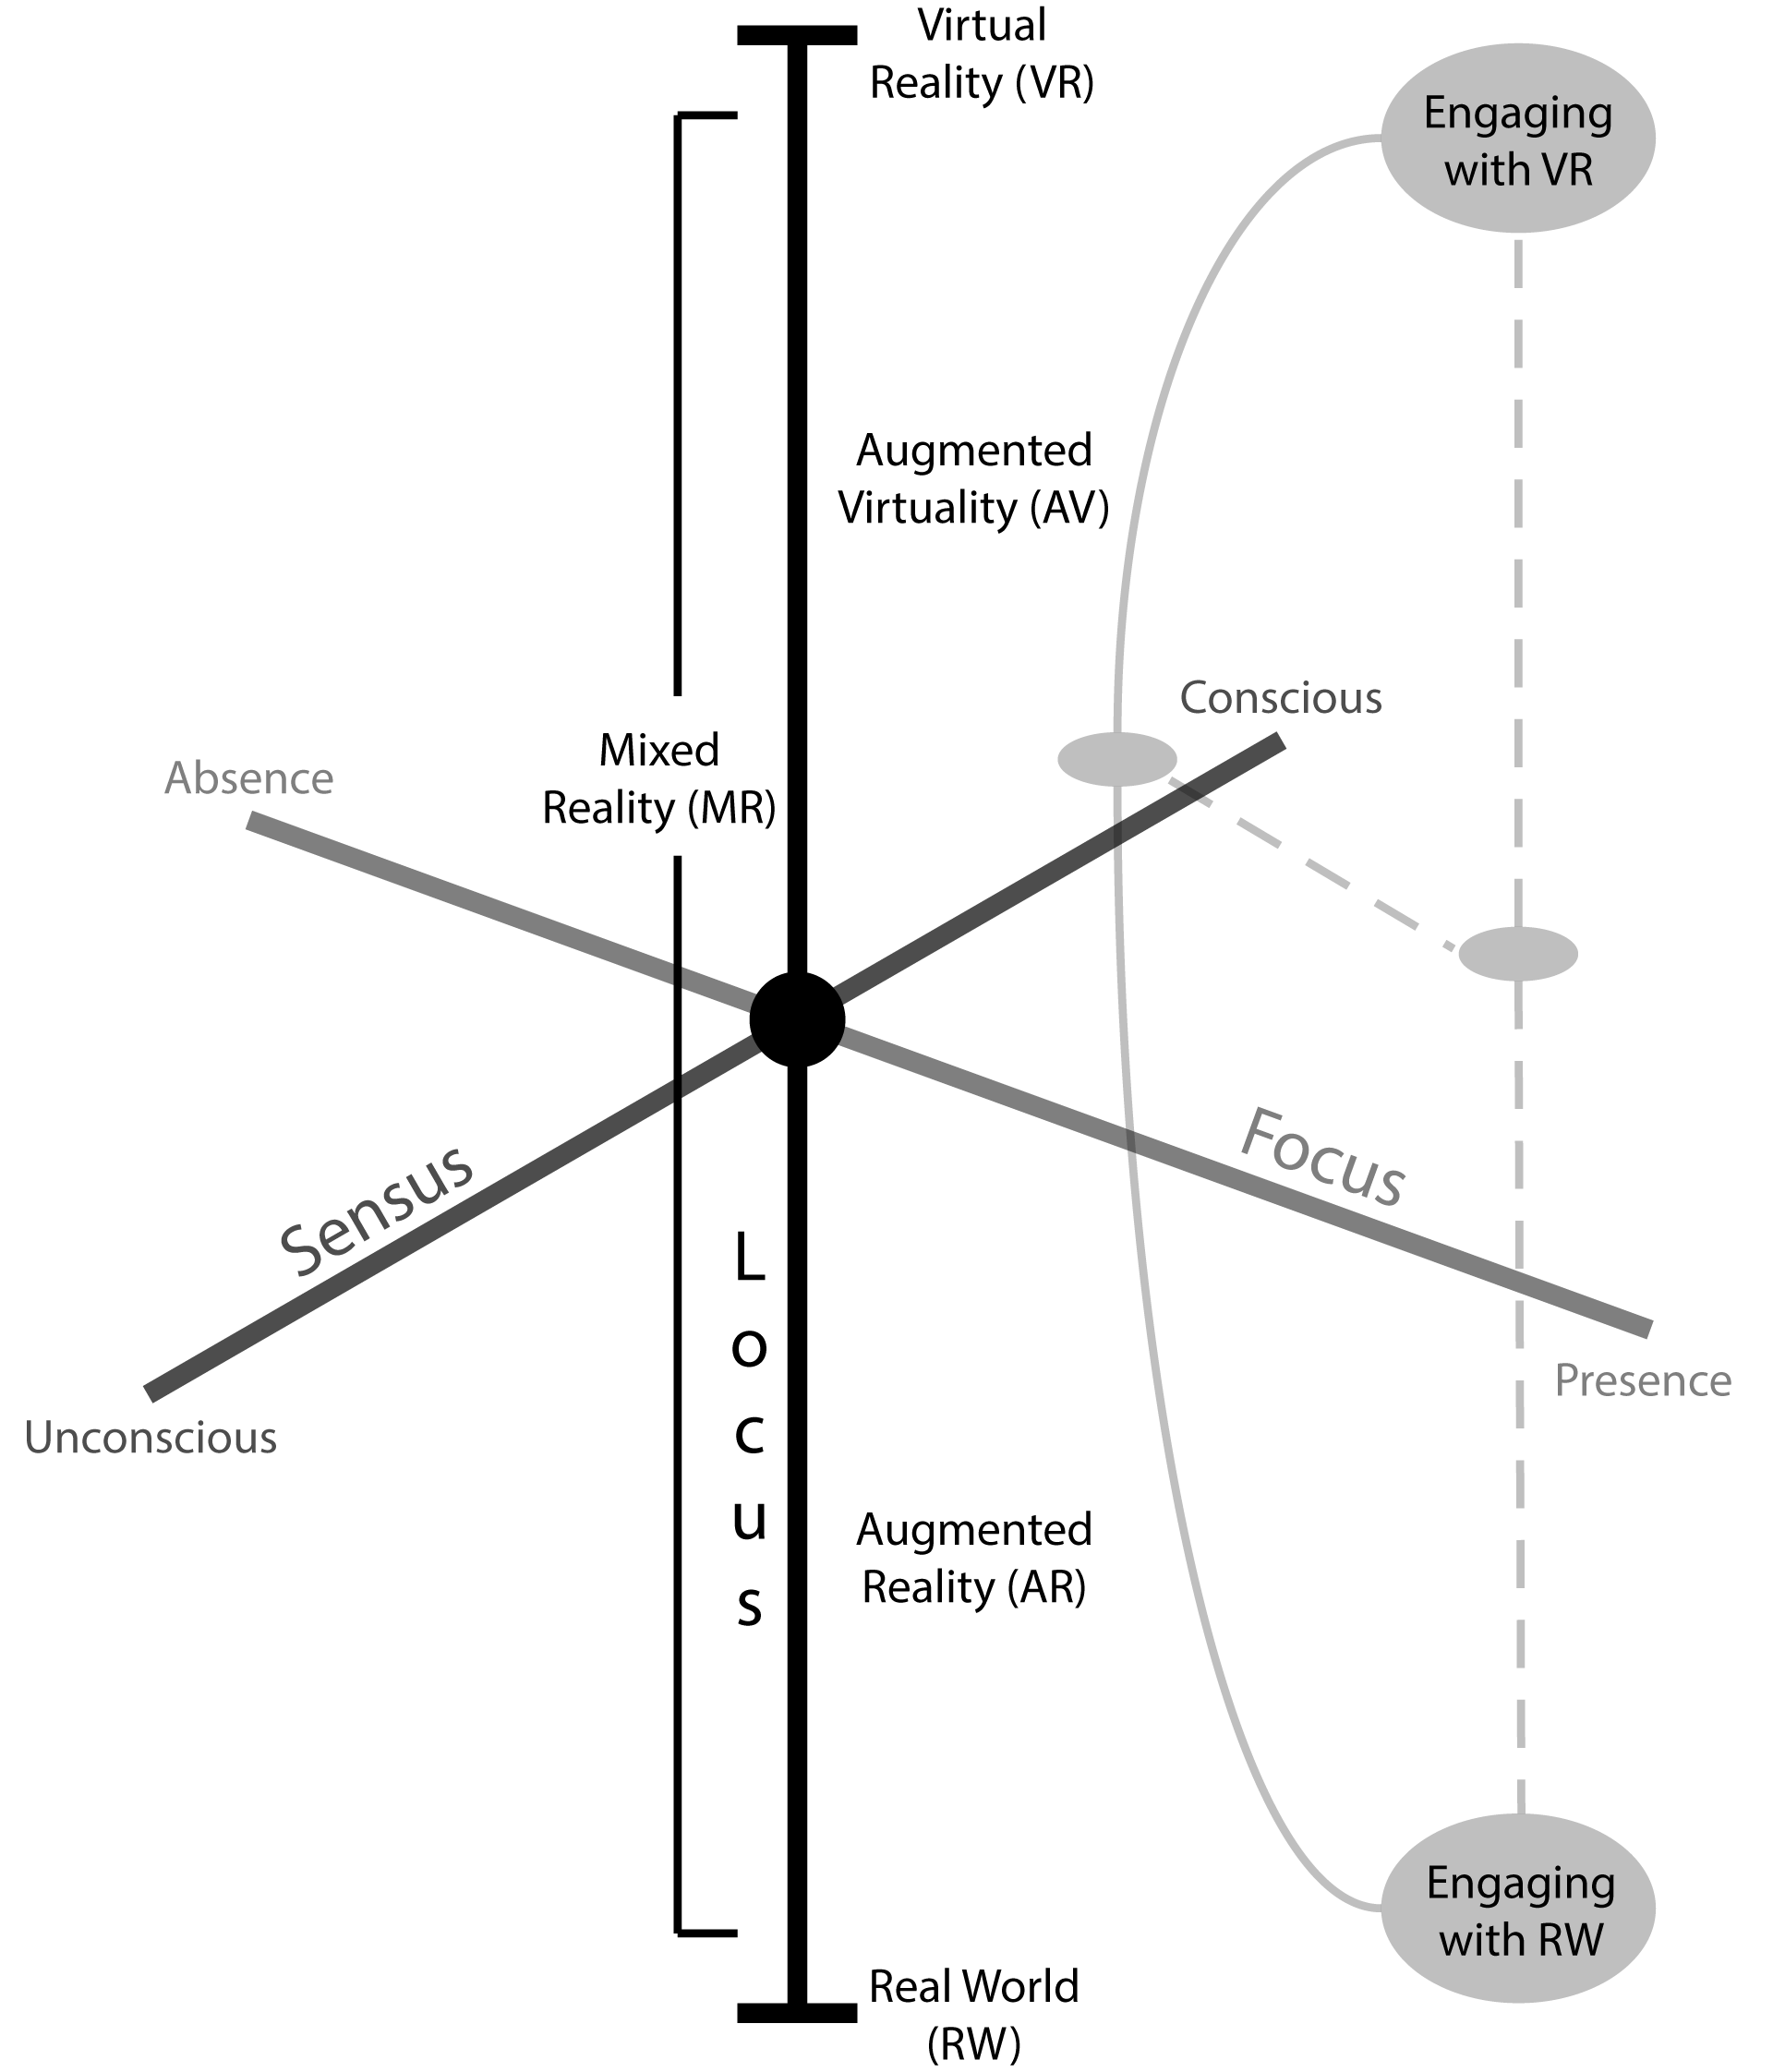 Virtual
Reality (VR)
Engaging
with VR
Augmented
Virtuality (AV)
Conscious
Mixed
Reality (MR)
Absence
Focus
Sensus
Locus
Presence
Unconscious
Augmented
Reality (AR)
Engaging
with RW
Real World
(RW)